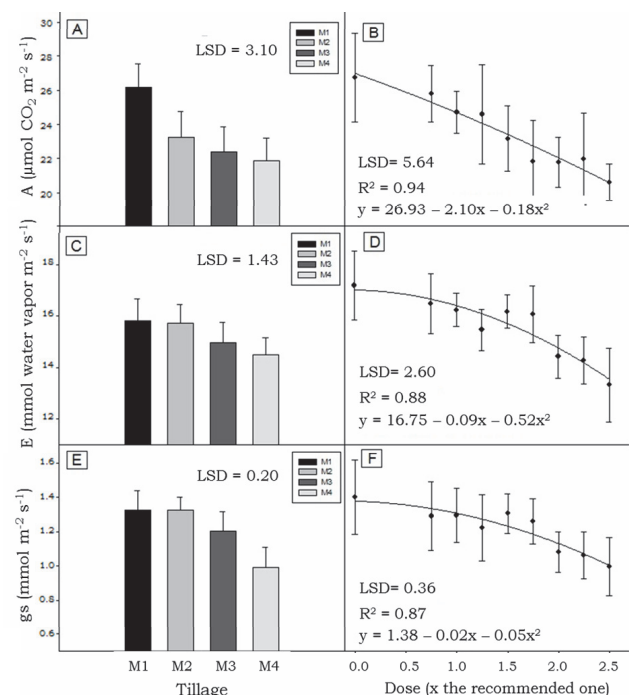 A
LSD = 3.10
M1
M2
M3
M4
A (µmol CO₂ m⁻² s⁻¹)
30
28
26
24
22
20
B
LSD= 5.64
R² = 0.94
y = 26.93 – 2.10x – 0.18x²
C
LSD = 1.43
M1
M2
M3
M4
E (mmol water vapor m⁻² s⁻¹)
18
16
14
12
D
LSD= 2.60
R² = 0.88
y = 16.75 – 0.09x – 0.52x²
E
LSD = 0.20
M1
M2
M3
M4
gs (mmol m⁻² s⁻¹)
1.6
1.4
1.2
1.0
0.8
0.6
F
LSD= 0.36
R² = 0.87
y = 1.38 – 0.02x – 0.05x²
M1 M2 M3 M4
Tillage
0.0 0.5 1.0 1.5 2.0 2.5
Dose (x the recommended one)